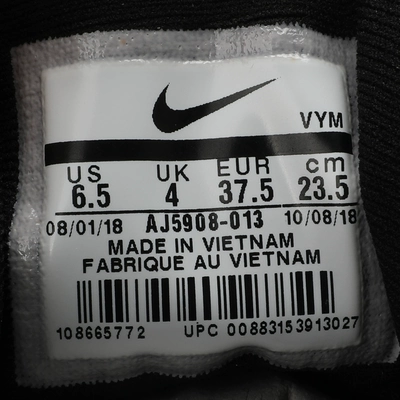 VYM
US UK EUR cm
6.5 4 37.5 23.5
08/01/18 AJ5908-013 10/08/18
MADE IN VIETNAM
FABRIQUE AU VIETNAM
108665772 UPC 00883153913027